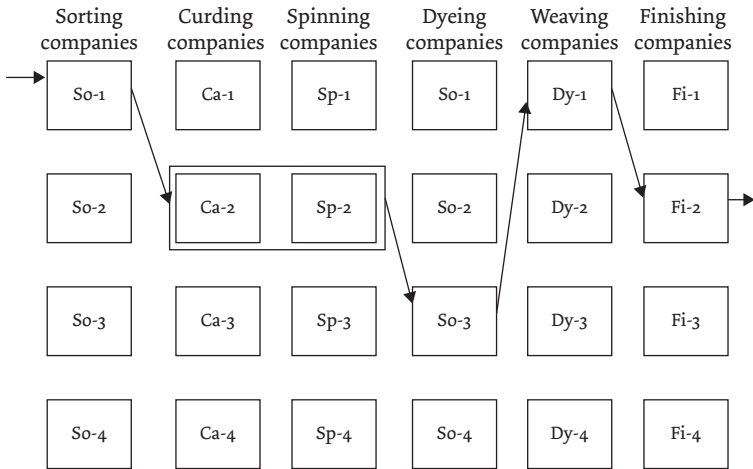 Sorting companies
Curding companies
Spinning companies
Dyeing companies
Weaving companies
Finishing companies
So-1
Ca-1
Sp-1
So-1
Dy-1
Fi-1
So-2
Ca-2
Sp-2
So-2
Dy-2
Fi-2
So-3
Ca-3
Sp-3
So-3
Dy-3
Fi-3
So-4
Ca-4
Sp-4
So-4
Dy-4
Fi-4